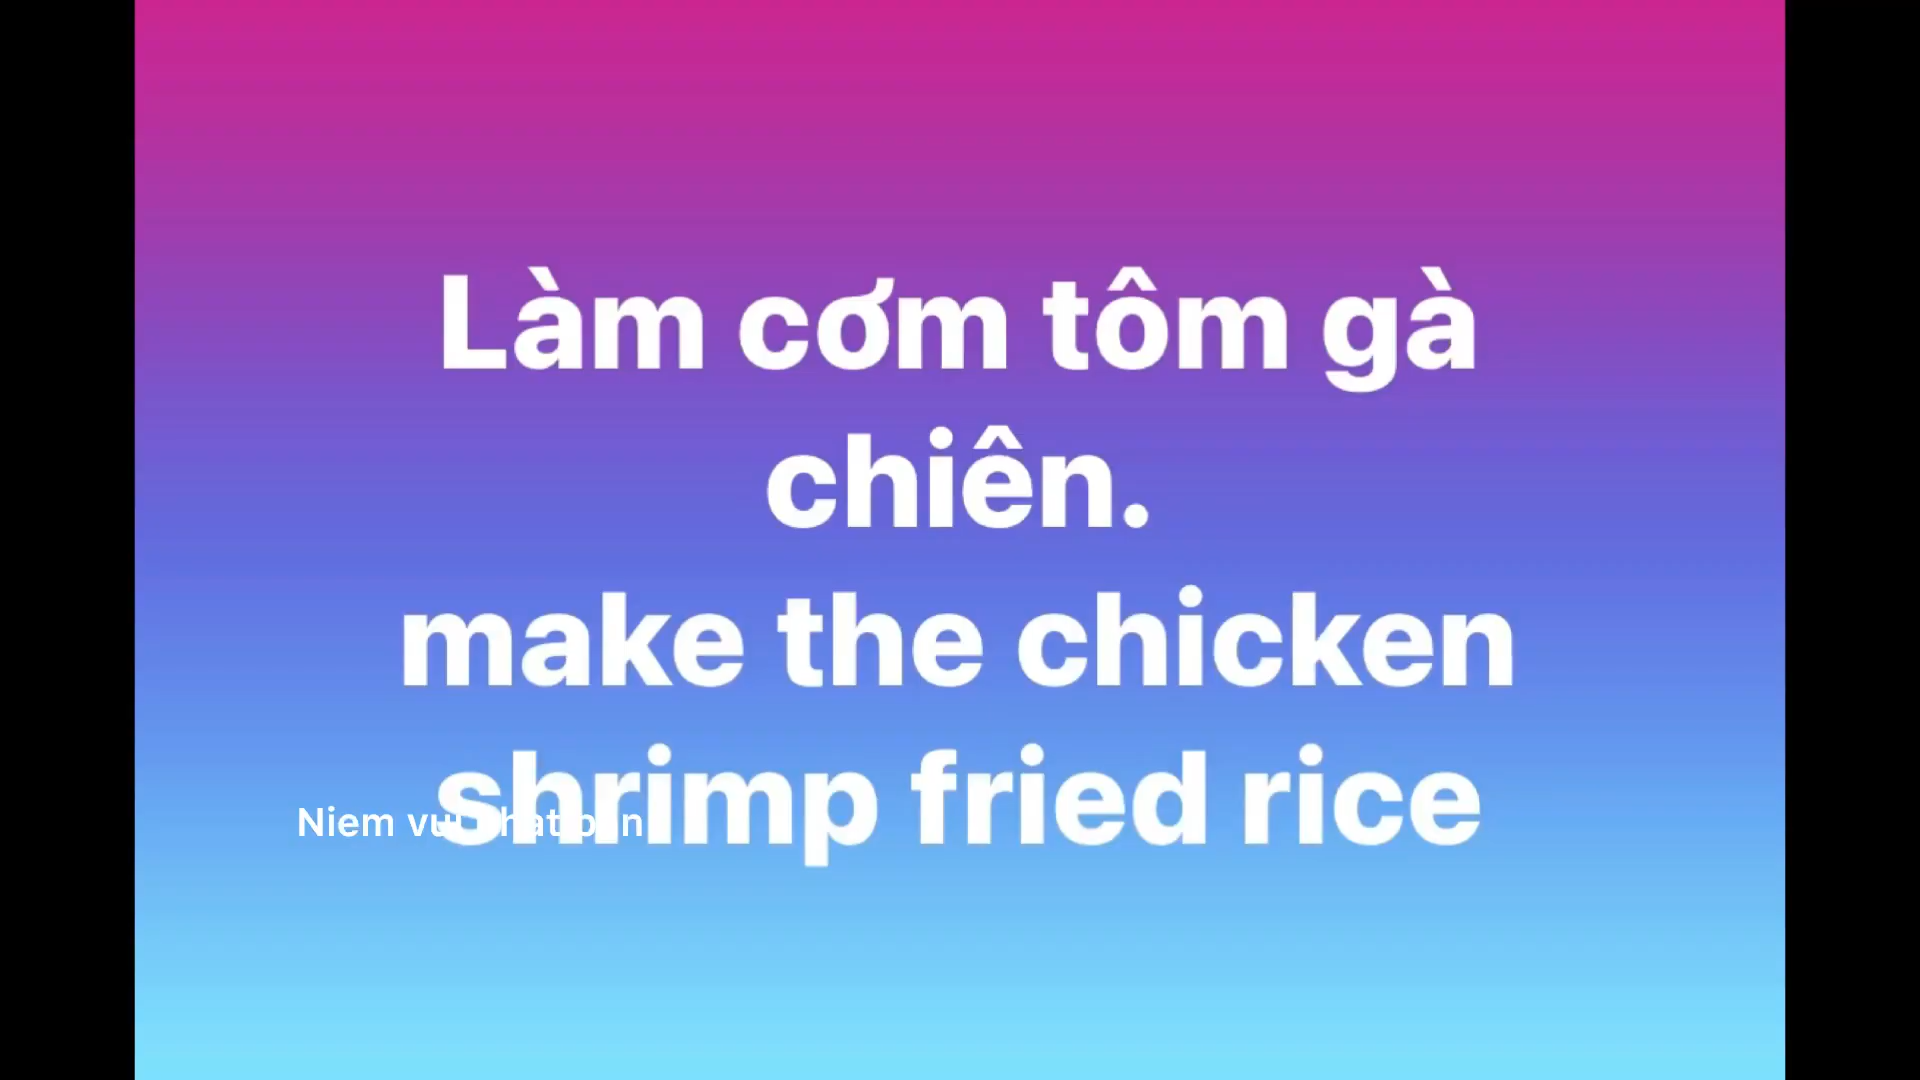 Làm cơm tôm gà
chiên.
make the chicken
shrimp fried rice
Niem vui